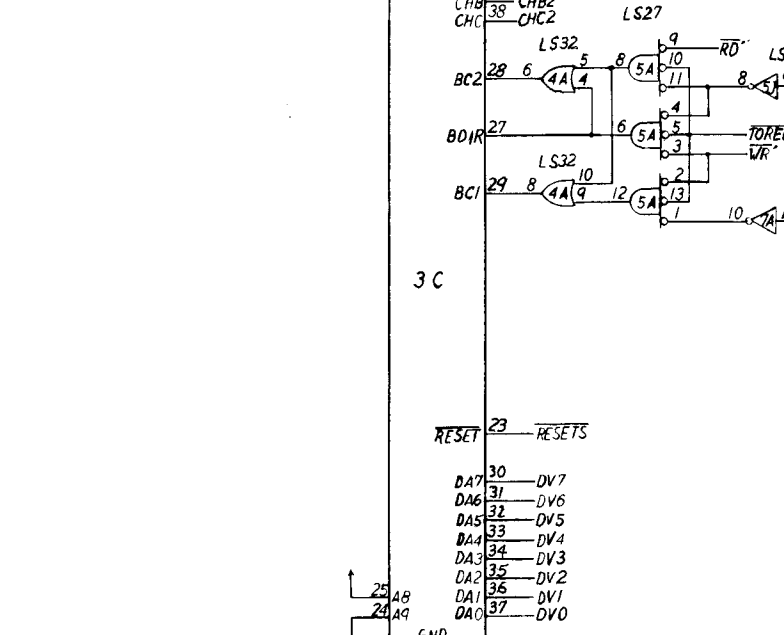 CHB CHB2
CHC 38 CHC2
LS27
LS32
9 RD
BC2 28 6 4A 5 4 8 5A 10 11 8 5J
4
BDIR 27 6 5A 5 IORE
3 WR
LS32
BC1 29 8 4A 10 9 12 5A 2 13
1 10 7A
3C
RESET 23 RESETS
DA7 30 DV7
DA6 31 DV6
DA5 32 DV5
DA4 33 DV4
DA3 34 DV3
DA2 35 DV2
25 A8 DA1 36 DV1
24 A9 DA0 37 DV0
GND